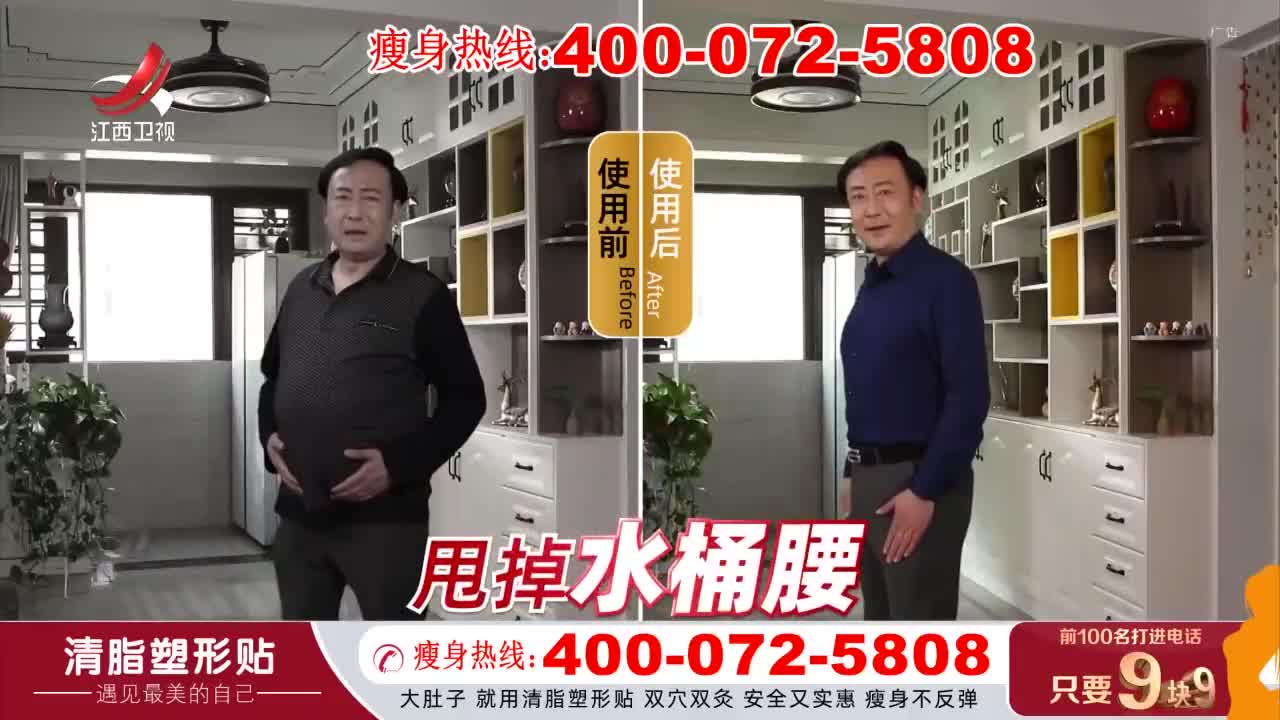 瘦身热线:400-072-5808
广告
江西卫视
使用前
Before
使用后
After
甩掉水桶腰
清脂塑形贴
遇见最美的自己
瘦身热线:400-072-5808
大肚子 就用清脂塑形贴 双穴双灸 安全又实惠 瘦身不反弹
前100名打进电话
只要9块9